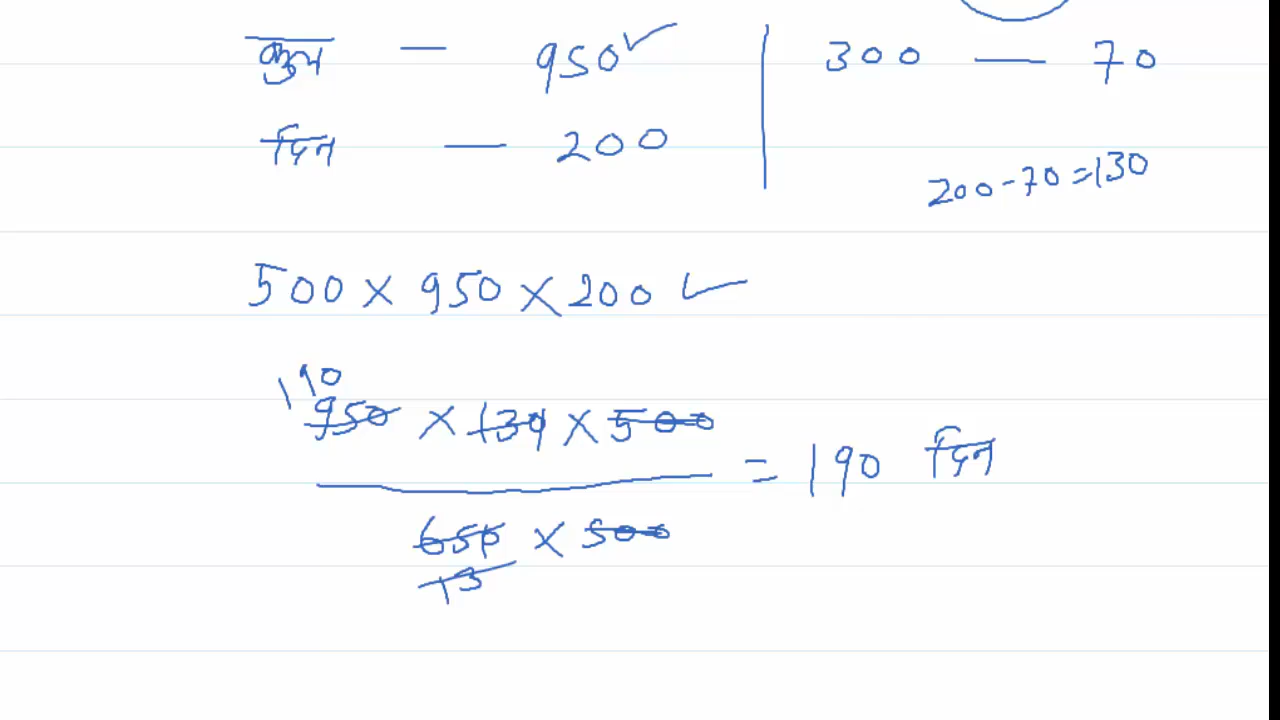 कुल — 950 ✓ | 300 — 70
दिन — 200
200-70=130
500 × 950 × 200 ✓
190
950 × 130 × 500
= 190 दिन
650 × 500
13